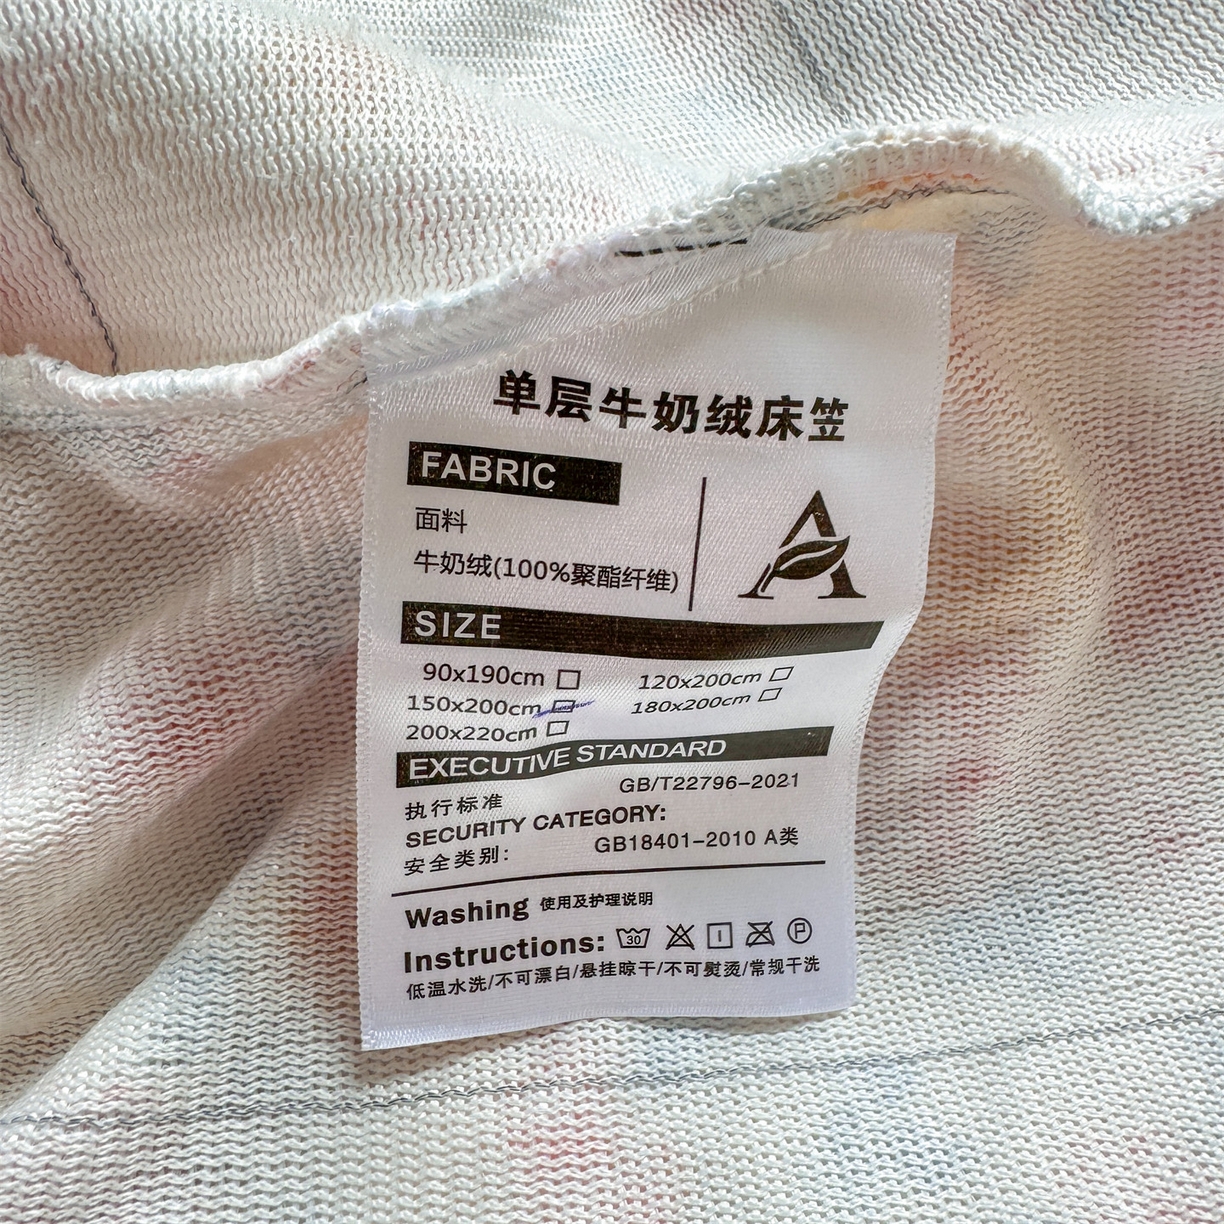 单层牛奶绒床笠
FABRIC
面料
牛奶绒(100%聚酯纤维)
SIZE
90x190cm 120x200cm
150x200cm 180x200cm
200x220cm
EXECUTIVE STANDARD
执行标准 GB/T22796-2021
SECURITY CATEGORY:
安全类别: GB18401-2010 A类
Washing 使用及护理说明
Instructions: 30 P
低温水洗/不可漂白/悬挂晾干/不可熨烫/常规干洗